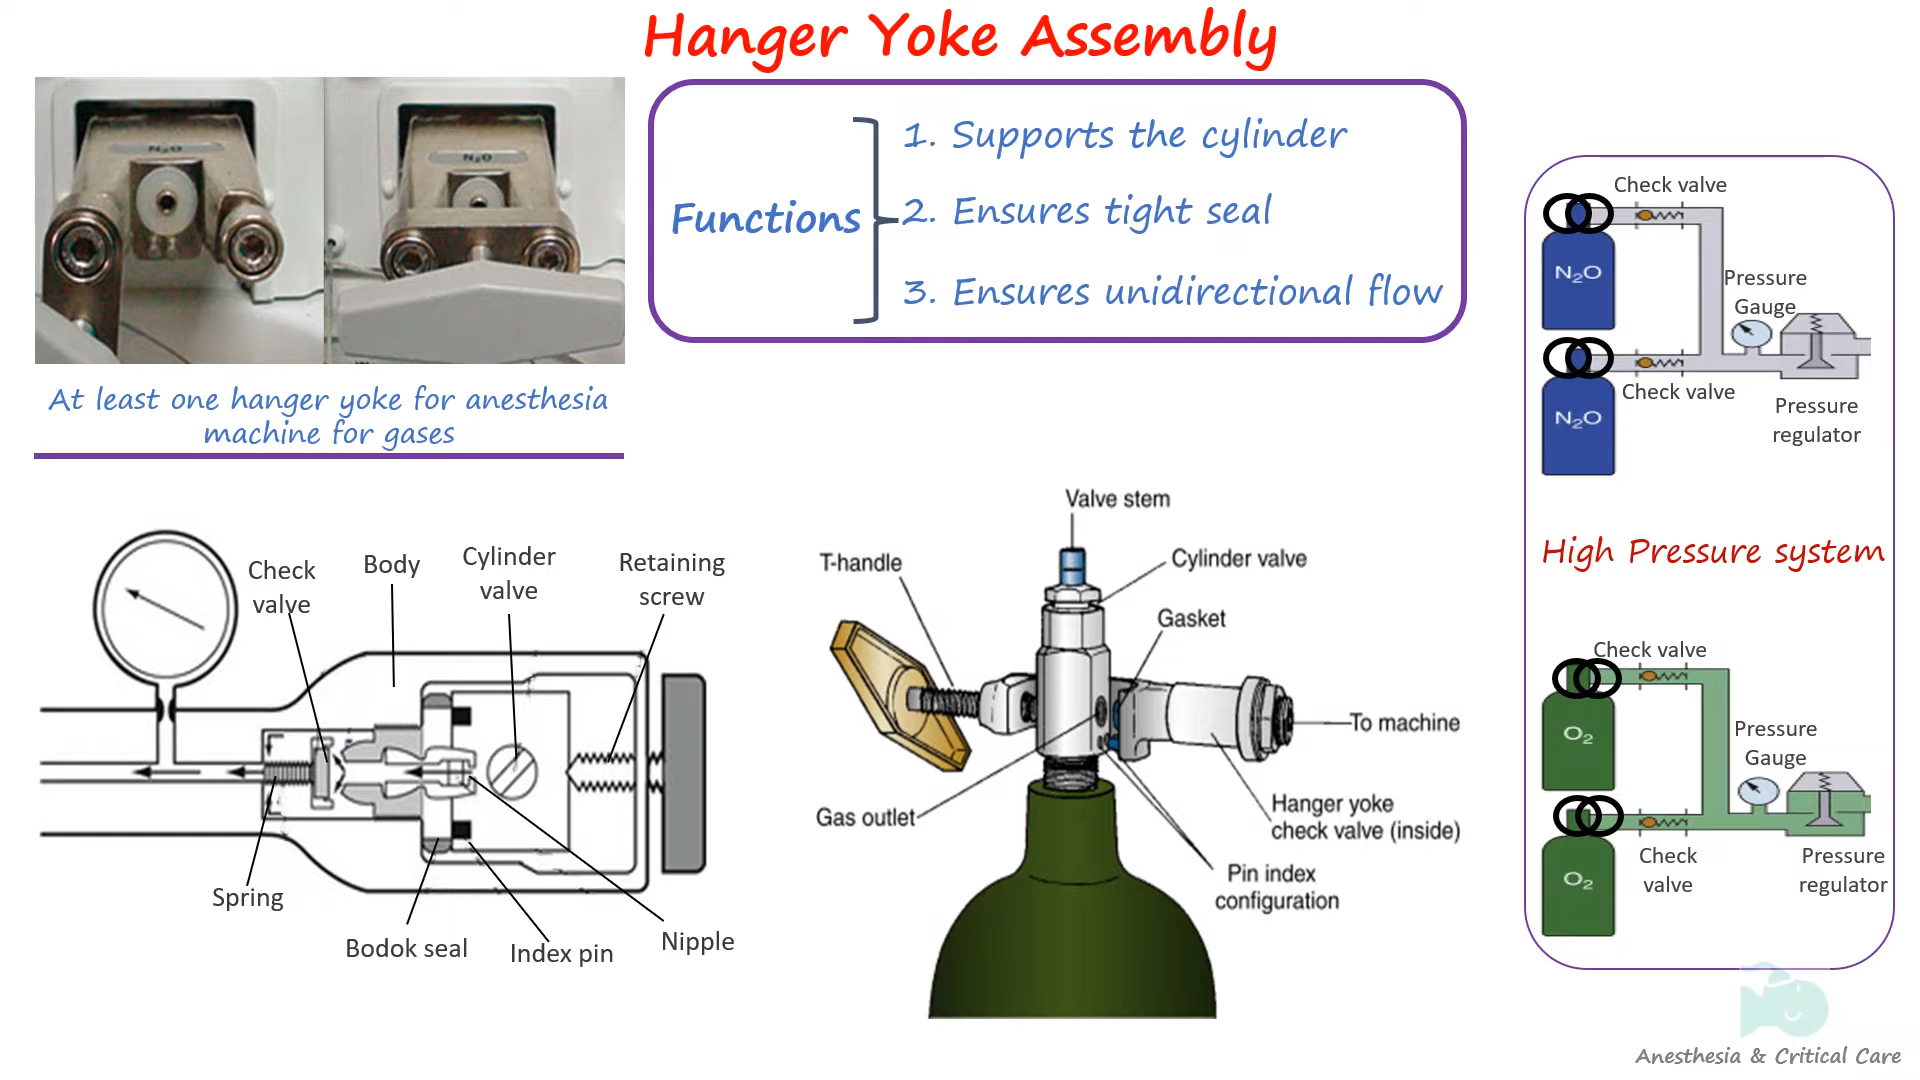 Hanger Yoke Assembly
N₂O
N₂O
At least one hanger yoke for anesthesia
machine for gases
Functions
1. Supports the cylinder
2. Ensures tight seal
3. Ensures unidirectional flow
Check
valve
Body
Cylinder
valve
Retaining
screw
Spring
Bodok seal
Index pin
Nipple
Valve stem
T-handle
Cylinder valve
Gasket
To machine
Gas outlet
Hanger yoke
check valve (inside)
Pin index
configuration
Check valve
N₂O
Pressure
Gauge
N₂O
Check valve
Pressure
regulator
High Pressure system
Check valve
O₂
Pressure
Gauge
O₂
Check
valve
Pressure
regulator
Anesthesia & Critical Care